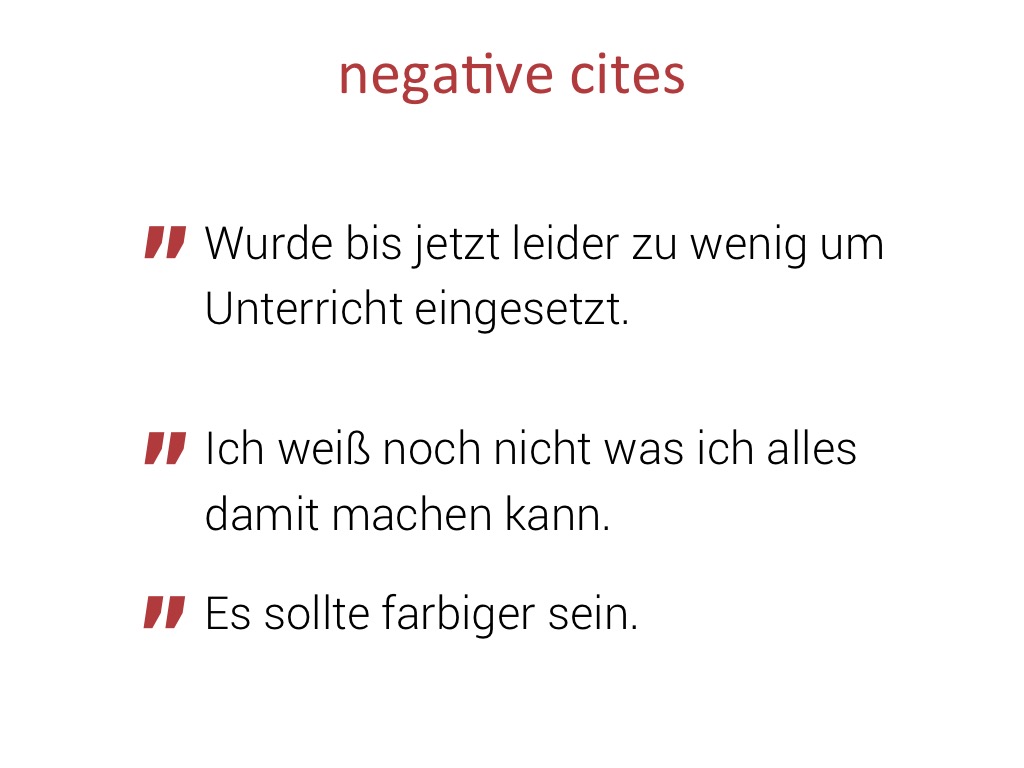 negative cites
" Wurde bis jetzt leider zu wenig um
Unterricht eingesetzt.
" Ich weiß noch nicht was ich alles
damit machen kann.
" Es sollte farbiger sein.